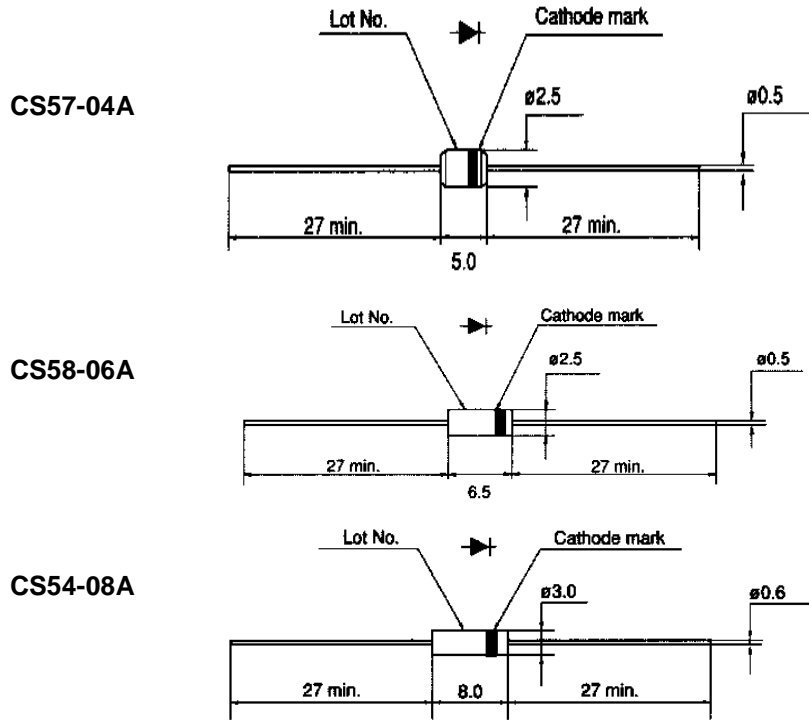 Lot No. Cathode mark
CS57-04A
ø2.5 ø0.5
27 min. 27 min.
5.0
Lot No. Cathode mark
CS58-06A
ø2.5 ø0.5
27 min. 27 min.
6.5
Lot No. Cathode mark
CS54-08A
ø3.0 ø0.6
27 min. 8.0 27 min.